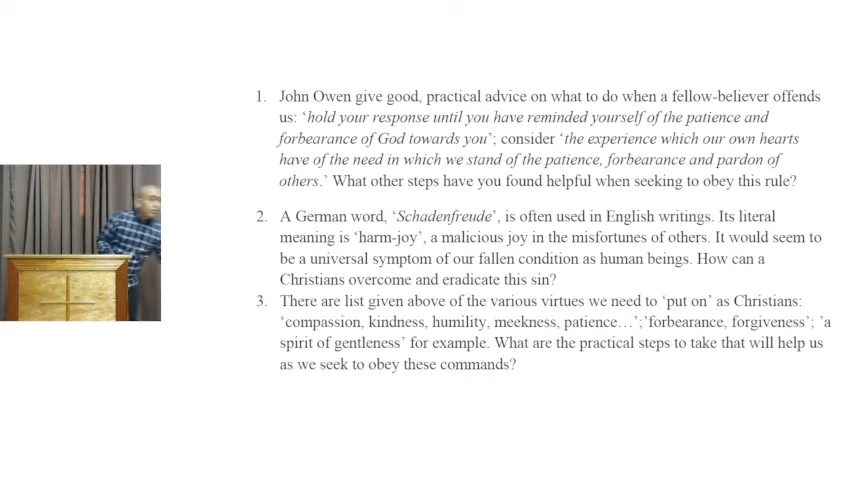 1. John Owen give good, practical advice on what to do when a fellow-believer offends
us: ‘hold your response until you have reminded yourself of the patience and
forbearance of God towards you’; consider ‘the experience which our own hearts
have of the need in which we stand of the patience, forbearance and pardon of
others.’ What other steps have you found helpful when seeking to obey this rule?
2. A German word, ‘Schadenfreude’, is often used in English writings. Its literal
meaning is ‘harm-joy’, a malicious joy in the misfortunes of others. It would seem to
be a universal symptom of our fallen condition as human beings. How can a
Christians overcome and eradicate this sin?
3. There are list given above of the various virtues we need to ‘put on’ as Christians:
‘compassion, kindness, humility, meekness, patience…’;’forbearance, forgiveness’; ’a
spirit of gentleness’ for example. What are the practical steps to take that will help us
as we seek to obey these commands?